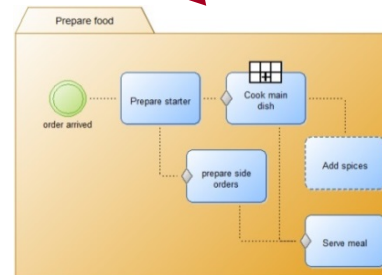 Prepare food
order arrived
Prepare starter
Cook main
dish
prepare side
orders
Add spices
Serve meal